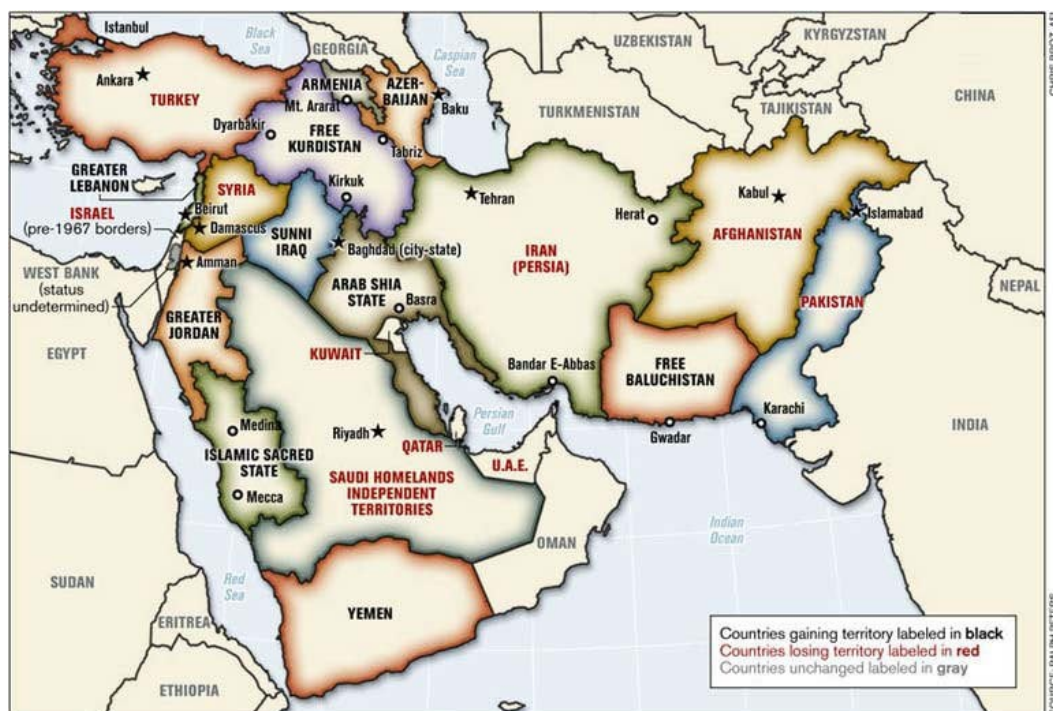 Istanbul
Black
Sea
GEORGIA
Caspian
Sea
UZBEKISTAN
KYRGYZSTAN
Ankara
TURKEY
ARMENIA
Mt. Ararat
AZER-
BAIJAN
Baku
TURKMENISTAN
TAJIKISTAN
CHINA
Dyarbakir
FREE
KURDISTAN
Tabriz
GREATER
LEBANON
SYRIA
Kirkuk
Tehran
Herat
Kabul
Islamabad
ISRAEL
(pre-1967 borders)
Beirut
Damascus
SUNNI
IRAQ
Baghdad (city-state)
IRAN
(PERSIA)
AFGHANISTAN
WEST BANK
(status
undetermined)
Amman
ARAB SHIA
STATE
Basra
PAKISTAN
NEPAL
GREATER
JORDAN
EGYPT
KUWAIT
Bandar E-Abbas
FREE
BALUCHISTAN
Karachi
Medina
Persian
Gulf
Gwadar
INDIA
Riyadh
QATAR
ISLAMIC SACRED
STATE
U.A.E.
Mecca
SAUDI HOMELANDS
INDEPENDENT
TERRITORIES
Indian
Ocean
OMAN
SUDAN
Red
Sea
ERITREA
YEMEN
ETHIOPIA
Countries gaining territory labeled in black
Countries losing territory labeled in red
Countries unchanged labeled in gray
SOURCE: RALPH PETERS